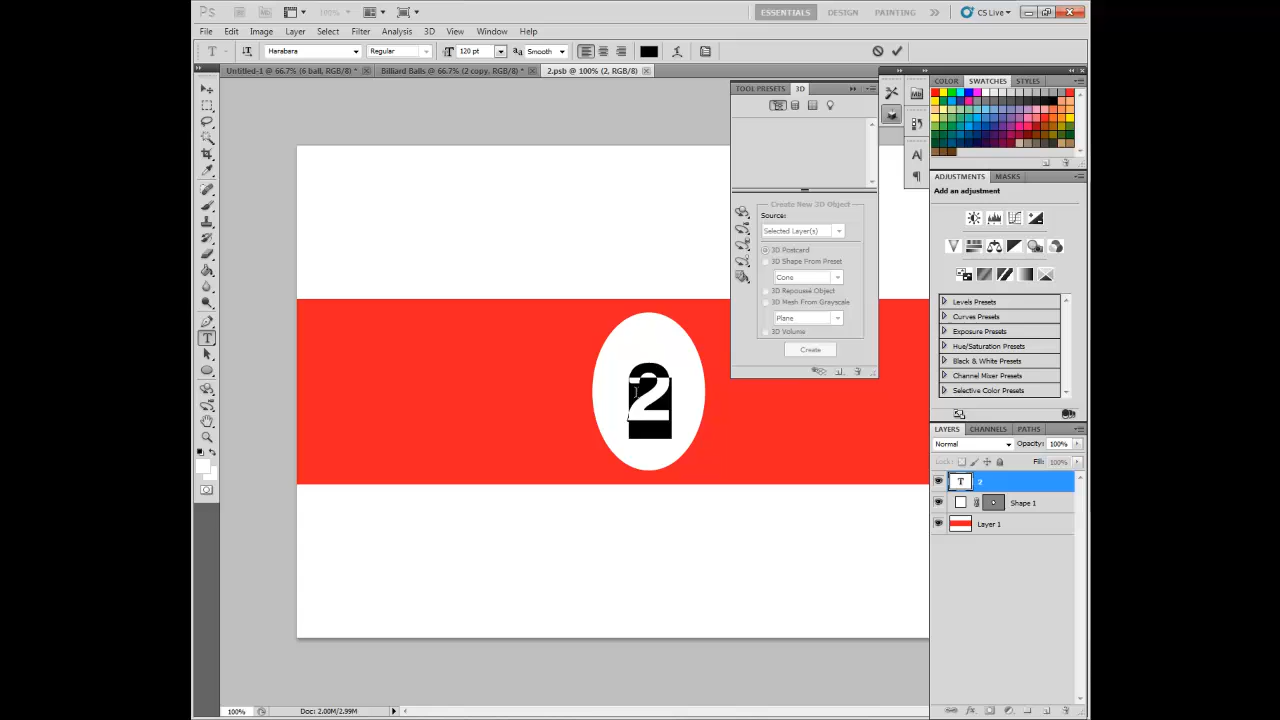 Ps Br Mb 100% ESSENTIALS DESIGN PAINTING CS Live
File Edit Image Layer Select Filter Analysis 3D View Window Help
T Harabara Regular 120 pt Smooth
Untitled-1 @ 66.7% (6 ball, RGB/8) * Billiard Balls @ 66.7% (2 copy, RGB/8) * 2.psb @ 100% (2, RGB/8)
TOOL PRESETS 3D
COLOR SWATCHES STYLES
ADJUSTMENTS MASKS
Add an adjustment
Create New 3D Object
Source:
Selected Layer(s)
3D Postcard
3D Shape From Preset
Cone
3D Repoussé Object
3D Mesh From Grayscale
Plane
3D Volume
Create
Levels Presets
Curves Presets
Exposure Presets
Hue/Saturation Presets
Black & White Presets
Channel Mixer Presets
Selective Color Presets
2
LAYERS CHANNELS PATHS
Normal Opacity: 100%
Lock: Fill: 100%
T 2
Shape 1
Layer 1
100% Doc: 2.00M/2.99M